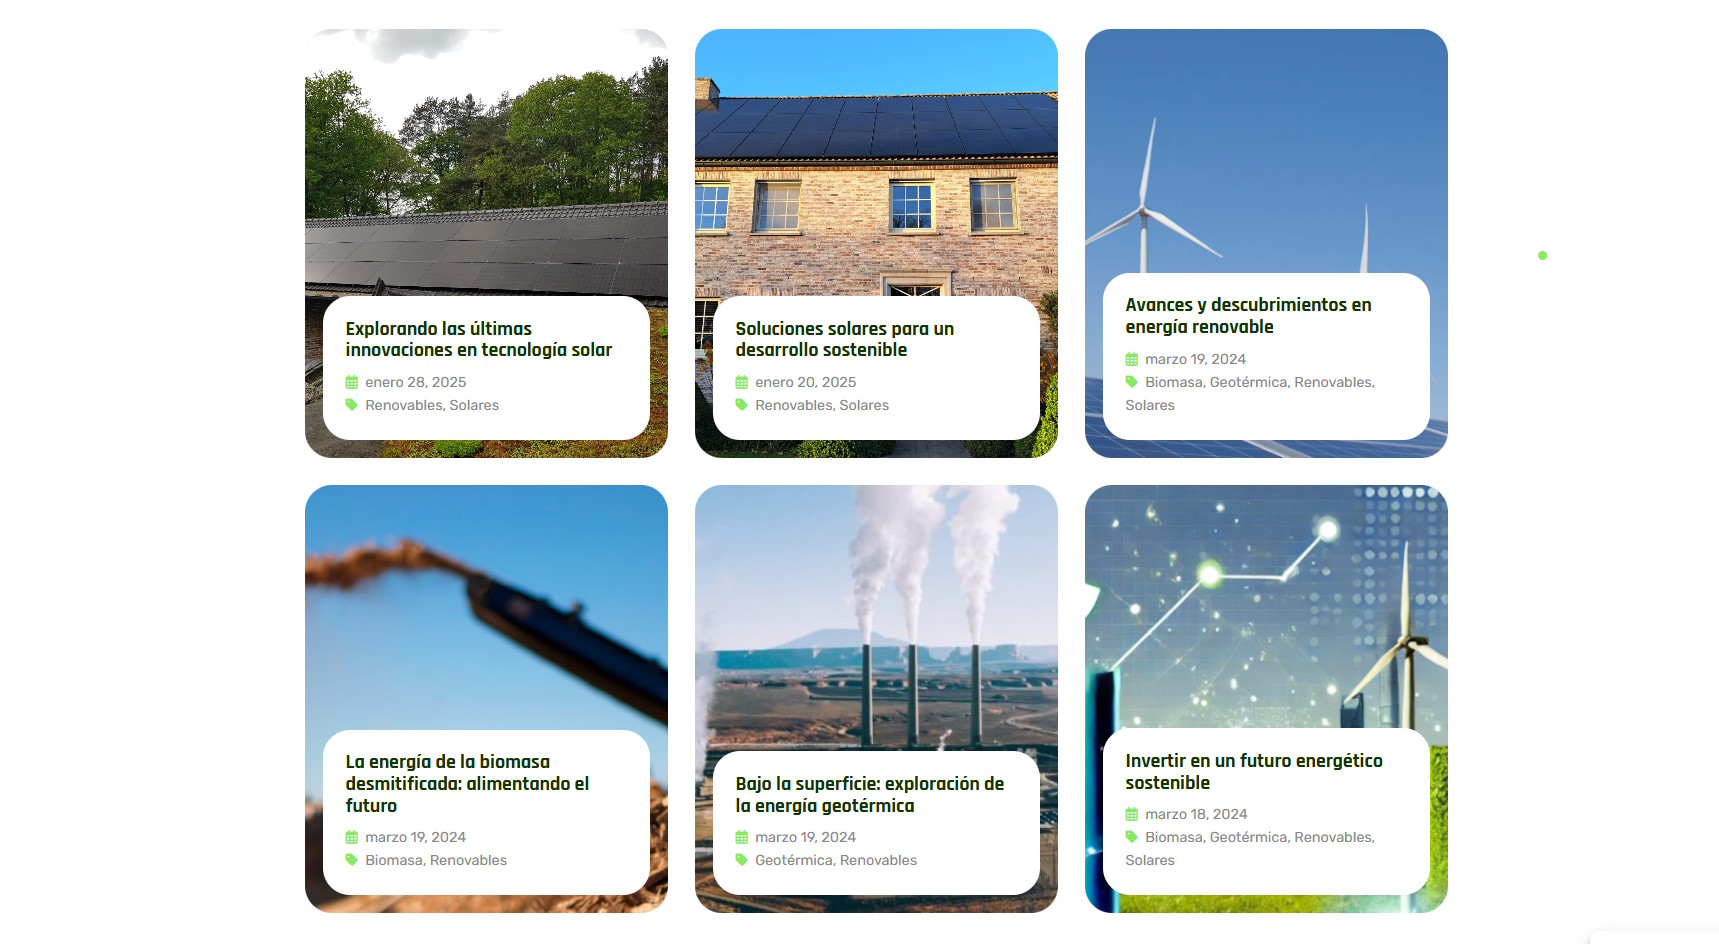 Explorando las últimas
innovaciones en tecnología solar
enero 28, 2025
Renovables, Solares
Soluciones solares para un
desarrollo sostenible
enero 20, 2025
Renovables, Solares
Avances y descubrimientos en
energía renovable
marzo 19, 2024
Biomasa, Geotérmica, Renovables,
Solares
La energía de la biomasa
desmitificada: alimentando el
futuro
marzo 19, 2024
Biomasa, Renovables
Bajo la superficie: exploración de
la energía geotérmica
marzo 19, 2024
Geotérmica, Renovables
Invertir en un futuro energético
sostenible
marzo 18, 2024
Biomasa, Geotérmica, Renovables,
Solares